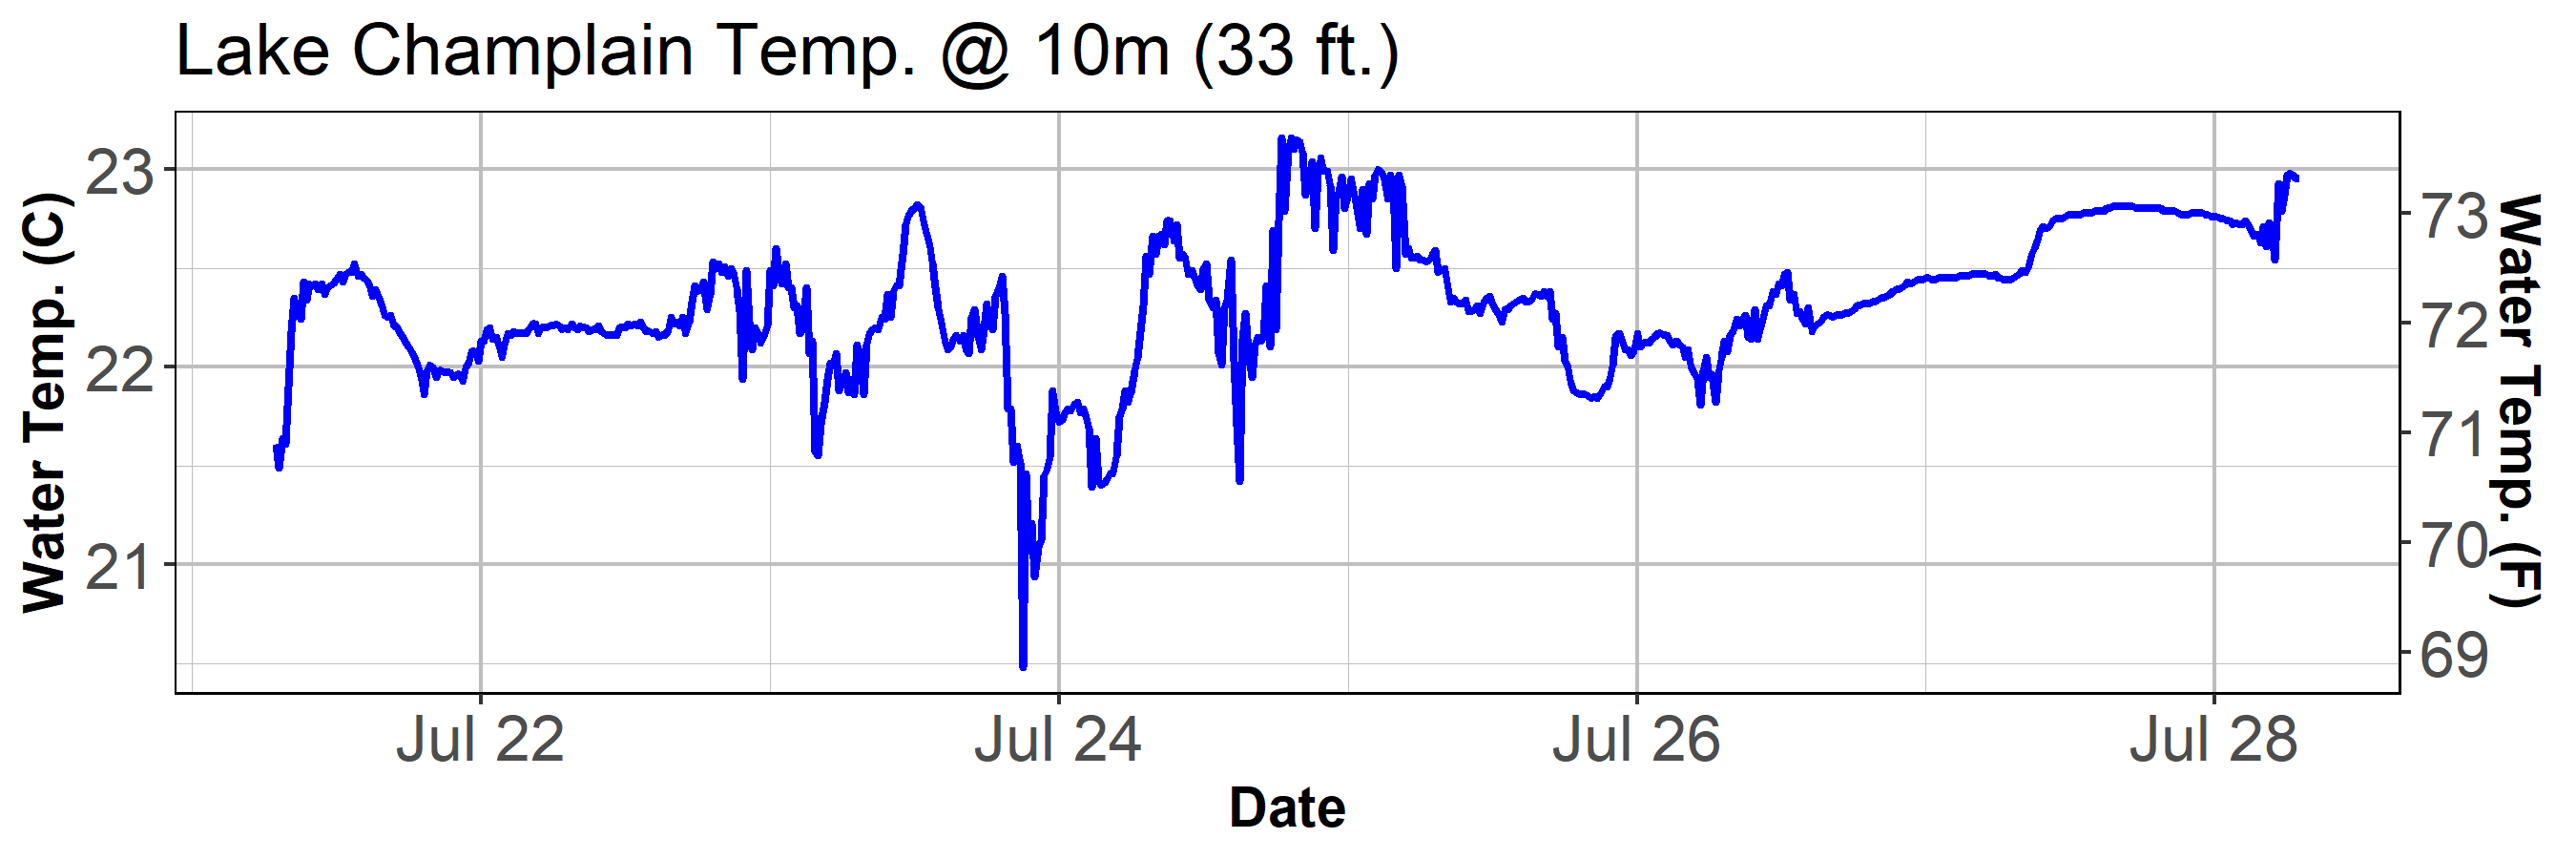 Lake Champlain Temp. @ 10m (33 ft.)
Water Temp. (C)
23
22
21
73
72
71
70
69
Water Temp. (F)
Jul 22
Jul 24
Jul 26
Jul 28
Date